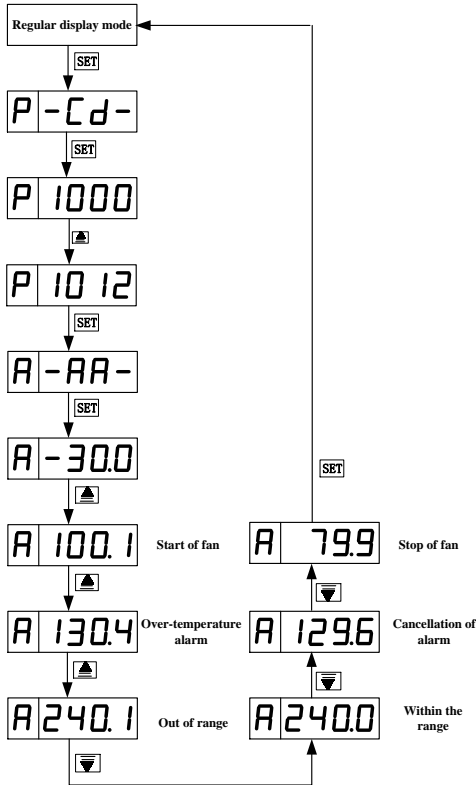 Regular display mode
SET
P -Cd-
SET
P 1000
P 1012
SET
A -AA-
SET
A -30.0
SET
A 100.1 Start of fan
A 79.9 Stop of fan
A 130.4 Over-temperature
alarm
A 129.6 Cancellation of
alarm
A 240.1 Out of range
A 240.0 Within the
range